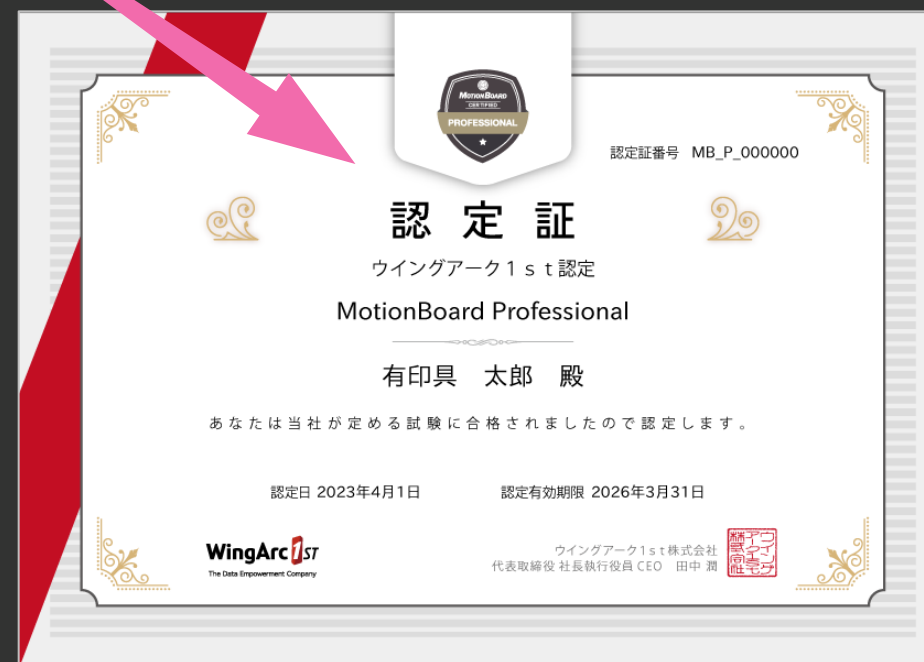 MOTIONBOARD
CERTIFIED
PROFESSIONAL
認定証番号 MB_P_000000
認定証
ウイングアーク1st認定
MotionBoard Professional
有印具 太郎 殿
あなたは当社が定める試験に合格されましたので認定します。
認定日 2023年4月1日 認定有効期限 2026年3月31日
WingArc 1ST
The Data Empowerment Company
ウイングアーク1st株式会社
代表取締役 社長執行役員 CEO 田中 潤